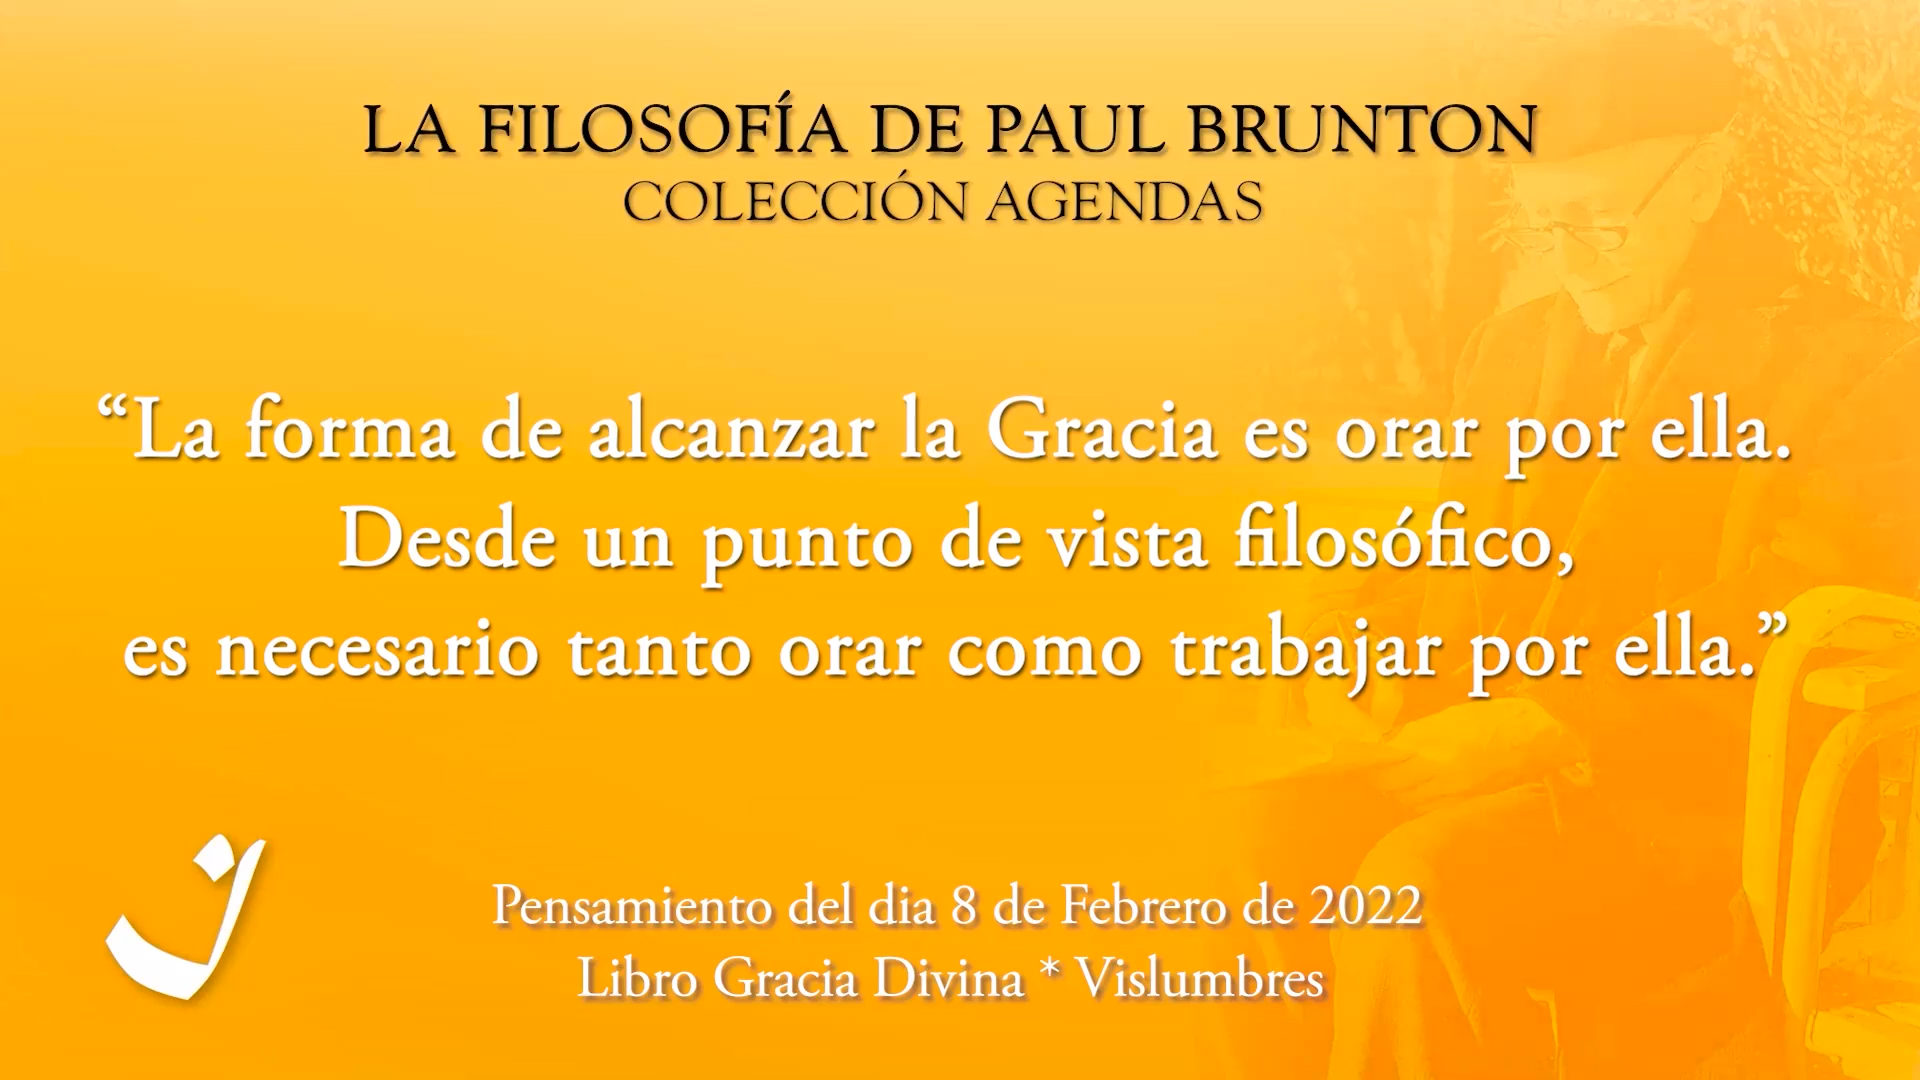 LA FILOSOFÍA DE PAUL BRUNTON
COLECCIÓN AGENDAS
“La forma de alcanzar la Gracia es orar por ella.
Desde un punto de vista filosófico,
es necesario tanto orar como trabajar por ella.”
Pensamiento del dia 8 de Febrero de 2022
Libro Gracia Divina * Vislumbres